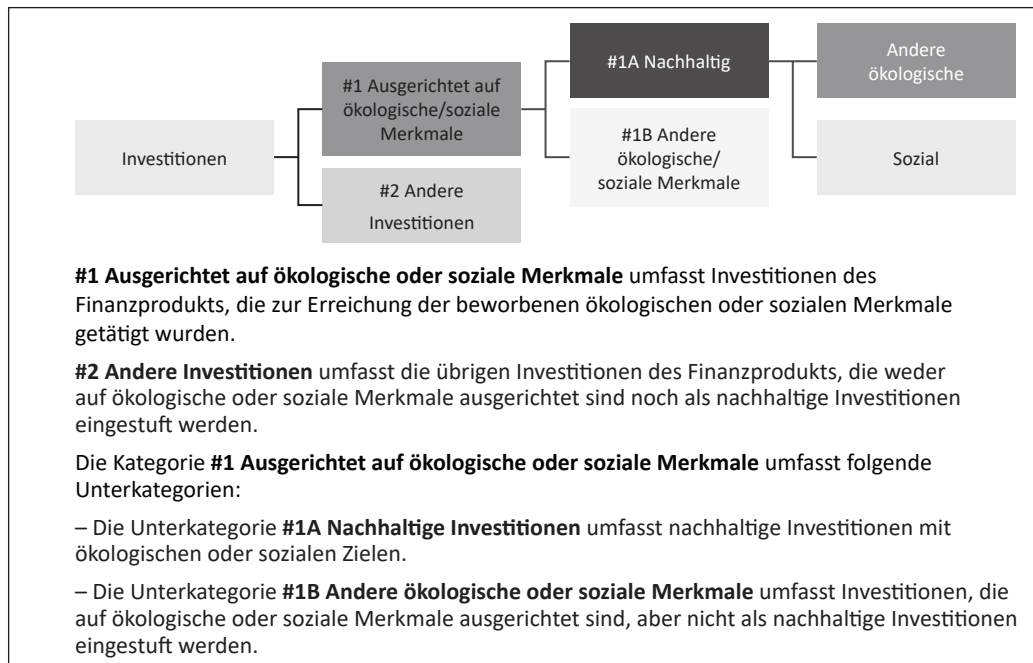 Investitionen
#1 Ausgerichtet auf
ökologische/soziale
Merkmale
#2 Andere
Investitionen
#1A Nachhaltig
#1B Andere
ökologische/
soziale Merkmale
Andere
ökologische
Sozial
#1 Ausgerichtet auf ökologische oder soziale Merkmale umfasst Investitionen des
Finanzprodukts, die zur Erreichung der beworbenen ökologischen oder sozialen Merkmale
getätigt wurden.
#2 Andere Investitionen umfasst die übrigen Investitionen des Finanzprodukts, die weder
auf ökologische oder soziale Merkmale ausgerichtet sind noch als nachhaltige Investitionen
eingestuft werden.
Die Kategorie #1 Ausgerichtet auf ökologische oder soziale Merkmale umfasst folgende
Unterkategorien:
– Die Unterkategorie #1A Nachhaltige Investitionen umfasst nachhaltige Investitionen mit
ökologischen oder sozialen Zielen.
– Die Unterkategorie #1B Andere ökologische oder soziale Merkmale umfasst Investitionen, die
auf ökologische oder soziale Merkmale ausgerichtet sind, aber nicht als nachhaltige Investitionen
eingestuft werden.